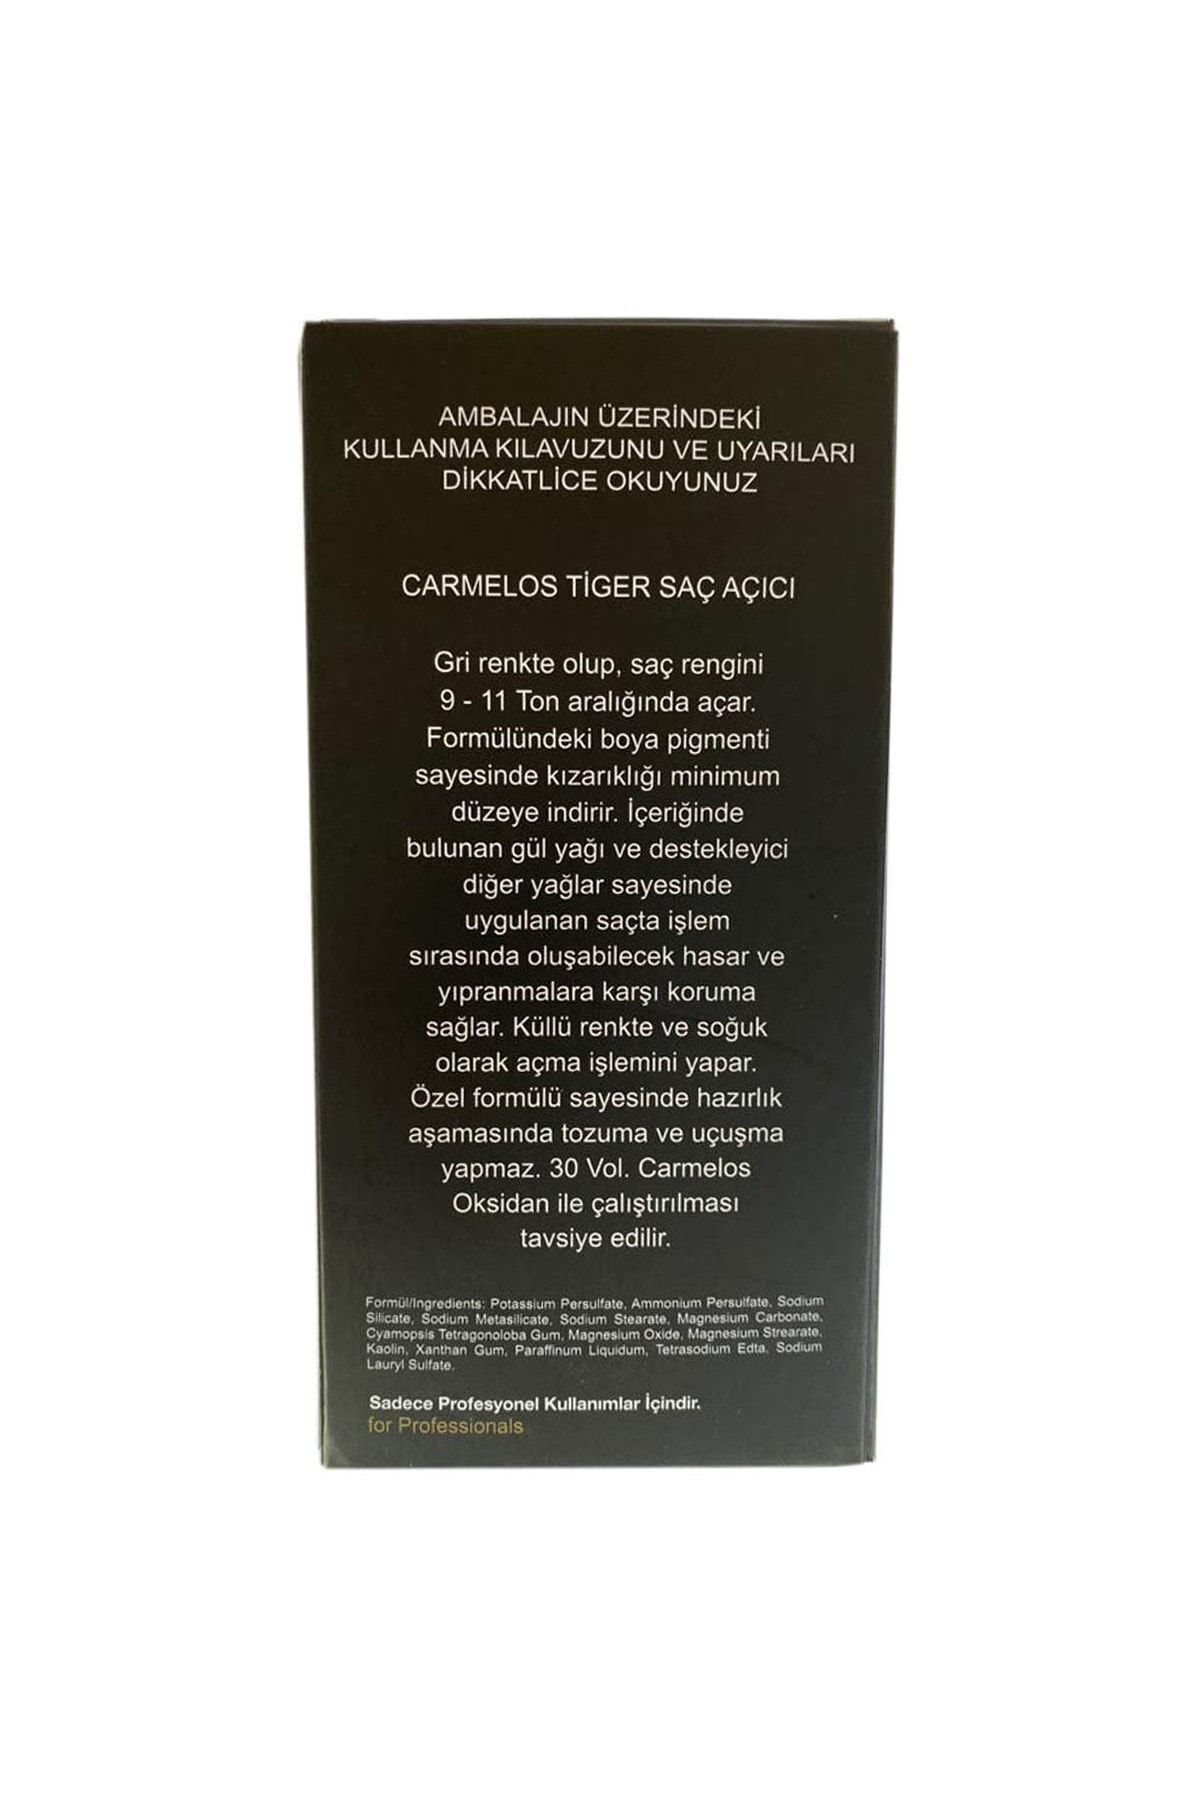 AMBALAJIN ÜZERİNDEKİ
KULLANMA KILAVUZUNU VE UYARILARI
DİKKATLİCE OKUYUNUZ
CARMELOS TİGER SAÇ AÇICI
Gri renkte olup, saç rengini
9 - 11 Ton aralığında açar.
Formülündeki boya pigmenti
sayesinde kızarıklığı minimum
düzeye indirir. İçeriğinde
bulunan gül yağı ve destekleyici
diğer yağlar sayesinde
uygulanan saçta işlem
sırasında oluşabilecek hasar ve
yıpranmalara karşı koruma
sağlar. Küllü renkte ve soğuk
olarak açma işlemini yapar.
Özel formülü sayesinde hazırlık
aşamasında tozuma ve uçuşma
yapmaz. 30 Vol. Carmelos
Oksidan ile çalıştırılması
tavsiye edilir.
Formül/Ingredients: Potassium Persulfate, Ammonium Persulfate, Sodium
Silicate, Sodium Metasilicate, Sodium Stearate, Magnesium Carbonate,
Cyamopsis Tetragonoloba Gum, Magnesium Oxide, Magnesium Strearate,
Kaolin, Xanthan Gum, Paraffinum Liquidum, Tetrasodium Edta, Sodium
Lauryl Sulfate.
Sadece Profesyonel Kullanımlar İçindir.
for Professionals